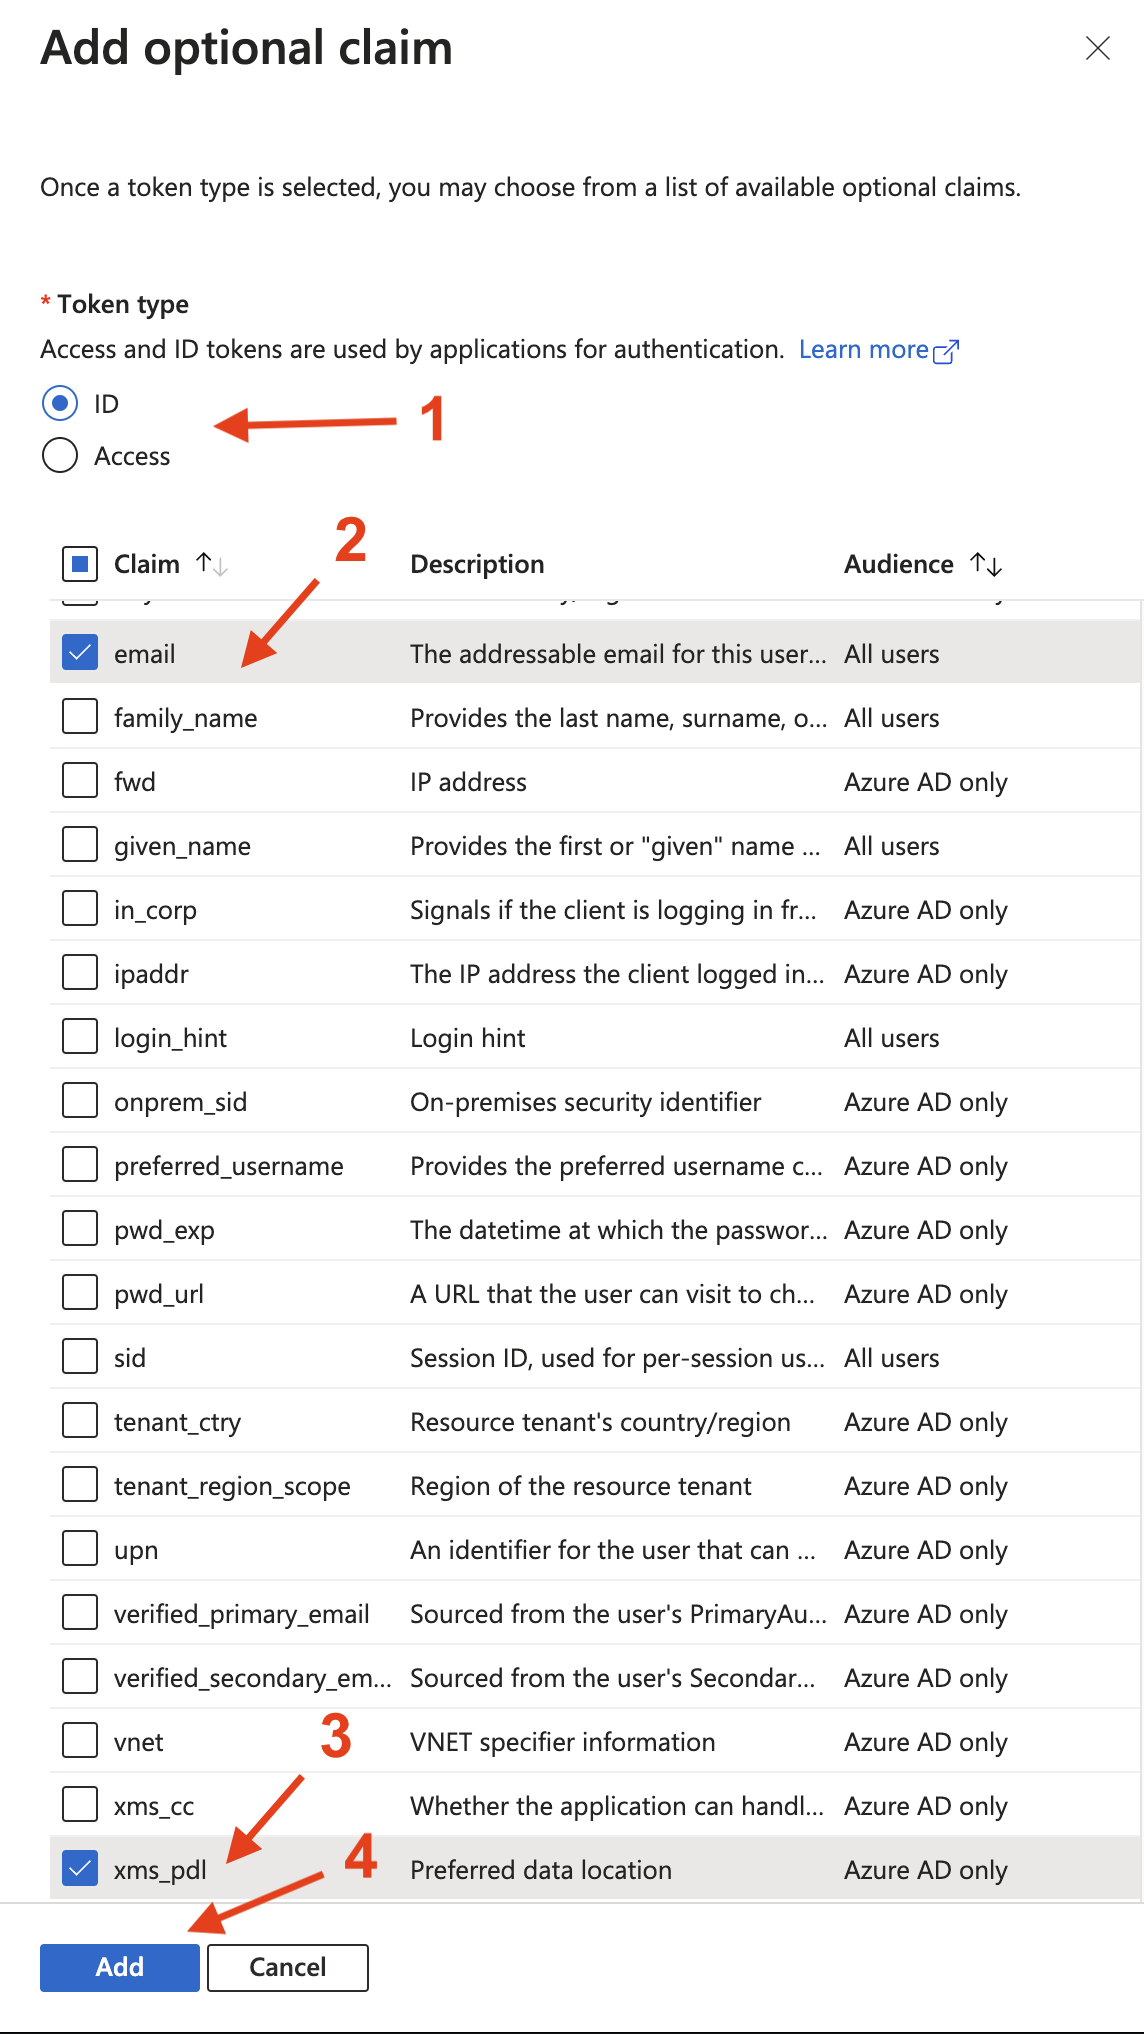 Add optional claim
Once a token type is selected, you may choose from a list of available optional claims.
* Token type
Access and ID tokens are used by applications for authentication. Learn more
ID
1
Access
2
Claim ↑↓ Description Audience ↑↓
email The addressable email for this user... All users
family_name Provides the last name, surname, o... All users
fwd IP address Azure AD only
given_name Provides the first or "given" name ... All users
in_corp Signals if the client is logging in fr... Azure AD only
ipaddr The IP address the client logged in... Azure AD only
login_hint Login hint All users
onprem_sid On-premises security identifier Azure AD only
preferred_username Provides the preferred username c... Azure AD only
pwd_exp The datetime at which the passwor... Azure AD only
pwd_url A URL that the user can visit to ch... Azure AD only
sid Session ID, used for per-session us... All users
tenant_ctry Resource tenant's country/region Azure AD only
tenant_region_scope Region of the resource tenant Azure AD only
upn An identifier for the user that can ... Azure AD only
verified_primary_email Sourced from the user's PrimaryAu... Azure AD only
verified_secondary_em... Sourced from the user's Secondar... Azure AD only
3
vnet VNET specifier information Azure AD only
xms_cc Whether the application can handl... Azure AD only
4
xms_pdl Preferred data location Azure AD only
Add Cancel